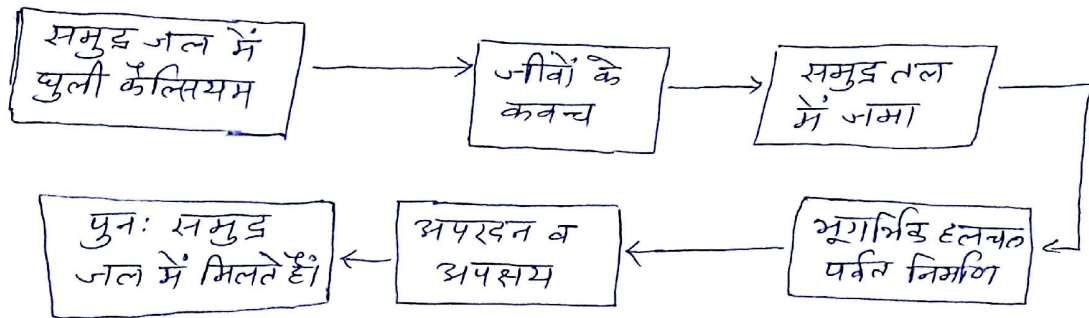 समुद्र जल में
घुली कैल्सियम
जीवों के
कवच
समुद्र तल
में जमा
भूगर्भिक हलचल
पर्वत निर्माण
अपरदन व
अपक्षय
पुनः समुद्र
जल में मिलते हैं।